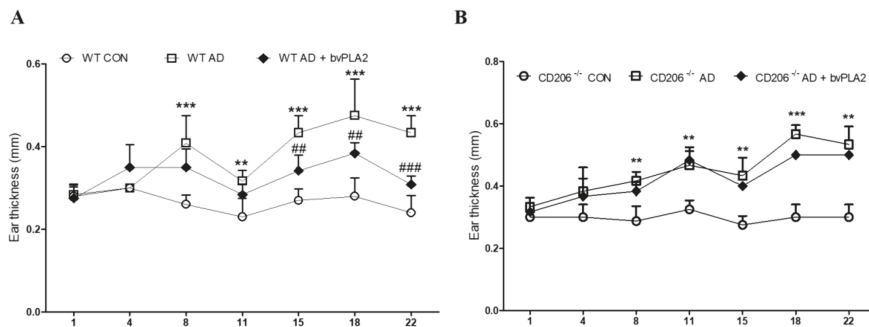 A
0.6
WT CON
WT AD
WT AD + bvPLA2
***
***
***
***
**
##
##
###
0.4
0.2
0.0
Ear thickness (mm)
1 4 8 11 15 18 22
B
0.8
CD206 -/- CON
CD206 -/- AD
CD206 -/- AD + bvPLA2
**
**
**
***
**
0.6
0.4
0.2
0.0
Ear thickness (mm)
1 4 8 11 15 18 22